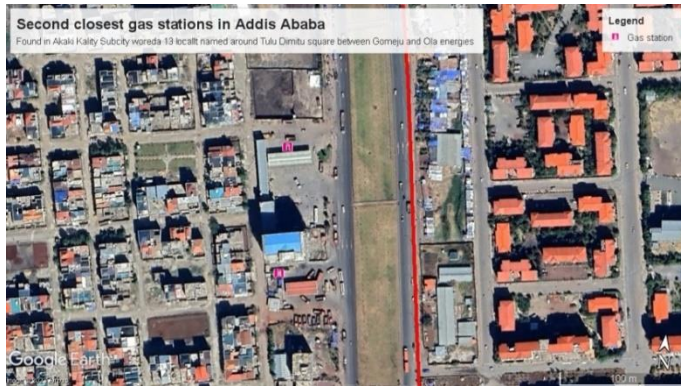 Second closest gas stations in Addis Ababa
Found in Akaki Kality Subcity woreda 13 localit named around Tulu Dimitu square between Gomeju and Ola energies
Legend
Gas station
Google Earth
N
100 m